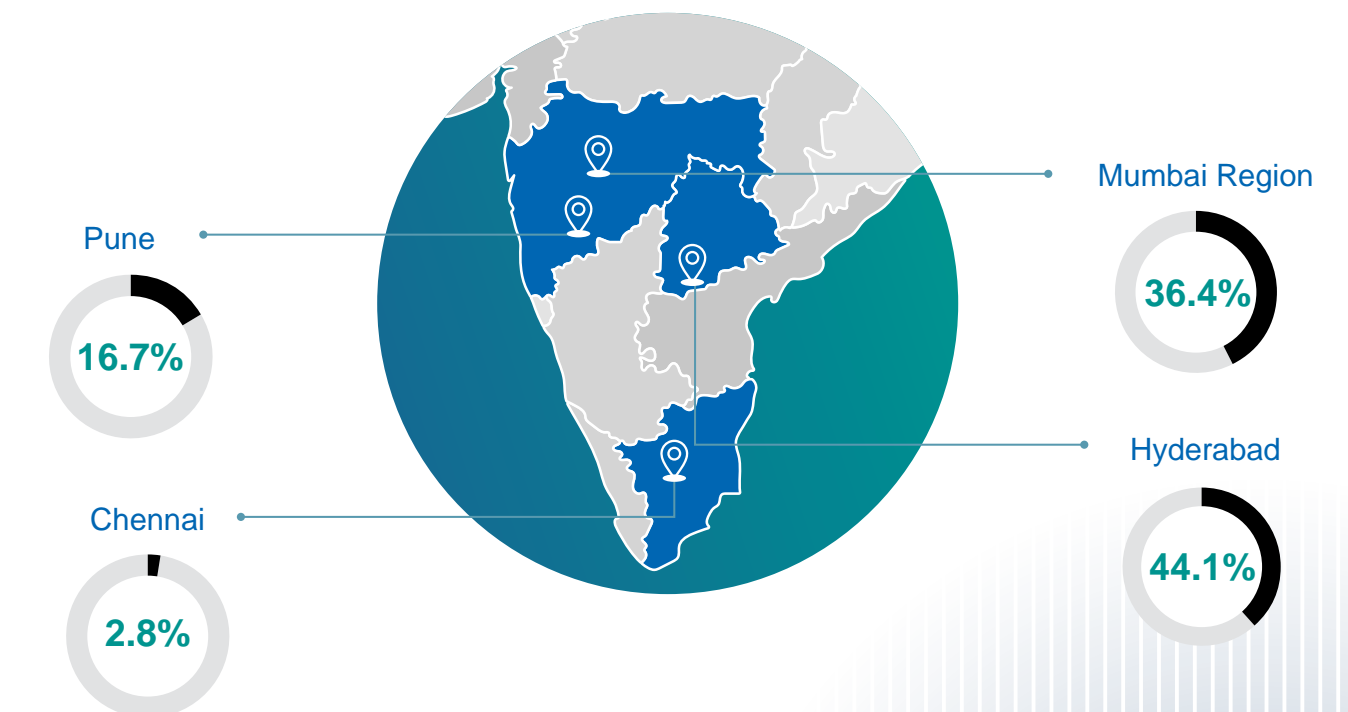 Mumbai Region
36.4%
Pune
16.7%
Hyderabad
44.1%
Chennai
2.8%